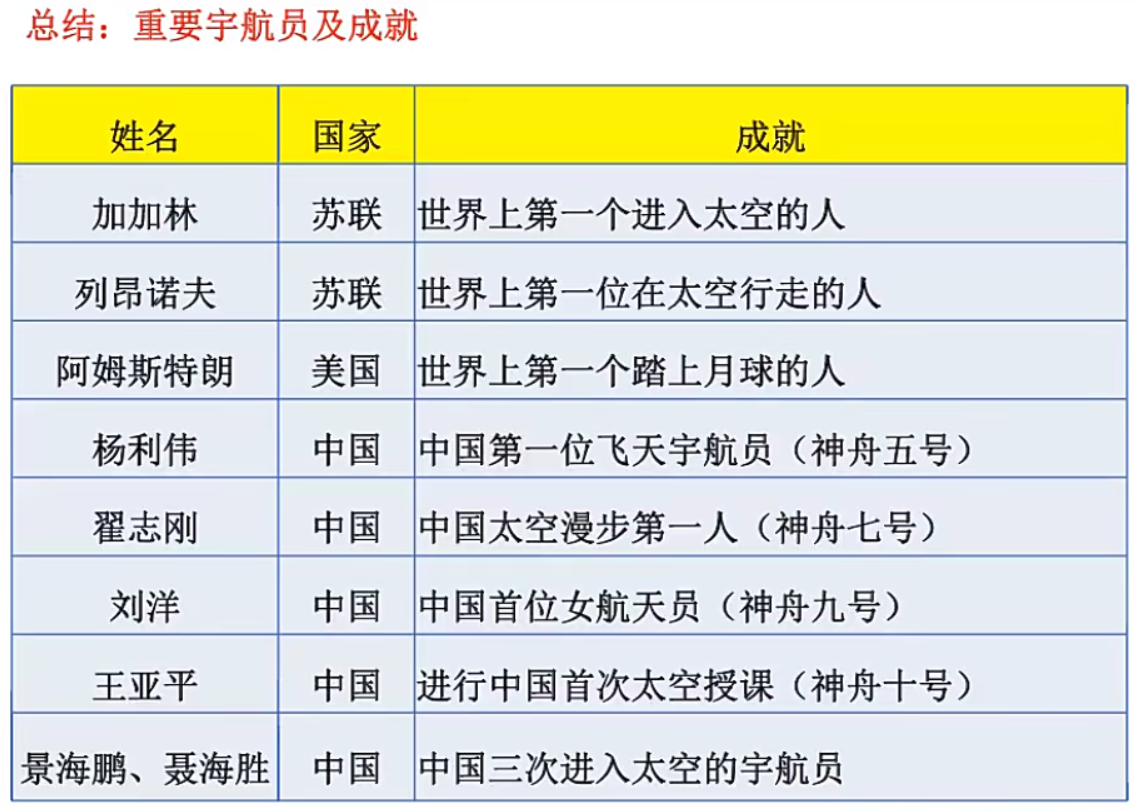 总结：重要宇航员及成就
姓名 国家 成就
加加林 苏联 世界上第一个进入太空的人
列昂诺夫 苏联 世界上第一位在太空行走的人
阿姆斯特朗 美国 世界上第一个踏上月球的人
杨利伟 中国 中国第一位飞天宇航员（神舟五号）
翟志刚 中国 中国太空漫步第一人（神舟七号）
刘洋 中国 中国首位女航天员（神舟九号）
王亚平 中国 进行中国首次太空授课（神舟十号）
景海鹏、聂海胜 中国 中国三次进入太空的宇航员